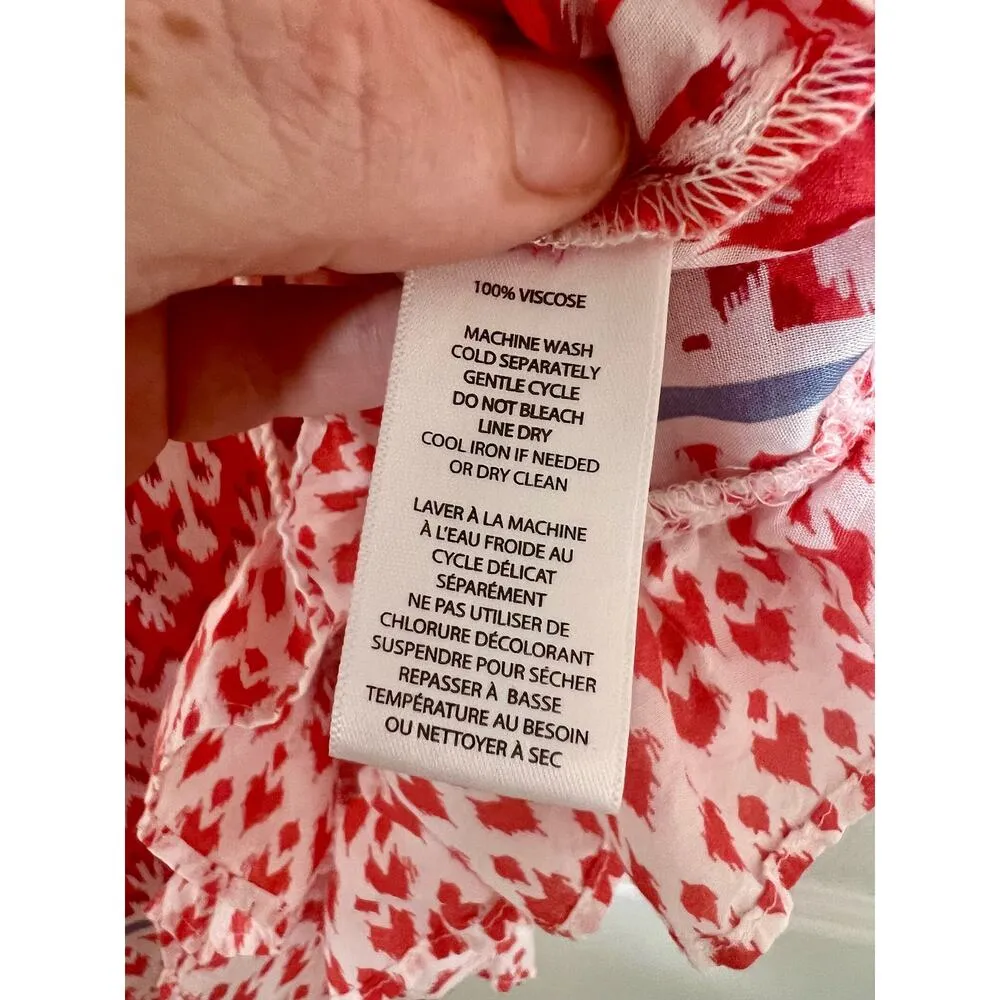 100% VISCOSE
MACHINE WASH
COLD SEPARATELY
GENTLE CYCLE
DO NOT BLEACH
LINE DRY
COOL IRON IF NEEDED
OR DRY CLEAN
LAVER À LA MACHINE
À L'EAU FROIDE AU
CYCLE DÉLICAT
SÉPARÉMENT
NE PAS UTILISER DE
CHLORURE DÉCOLORANT
SUSPENDRE POUR SÉCHER
REPASSER À BASSE
TEMPÉRATURE AU BESOIN
OU NETTOYER À SEC